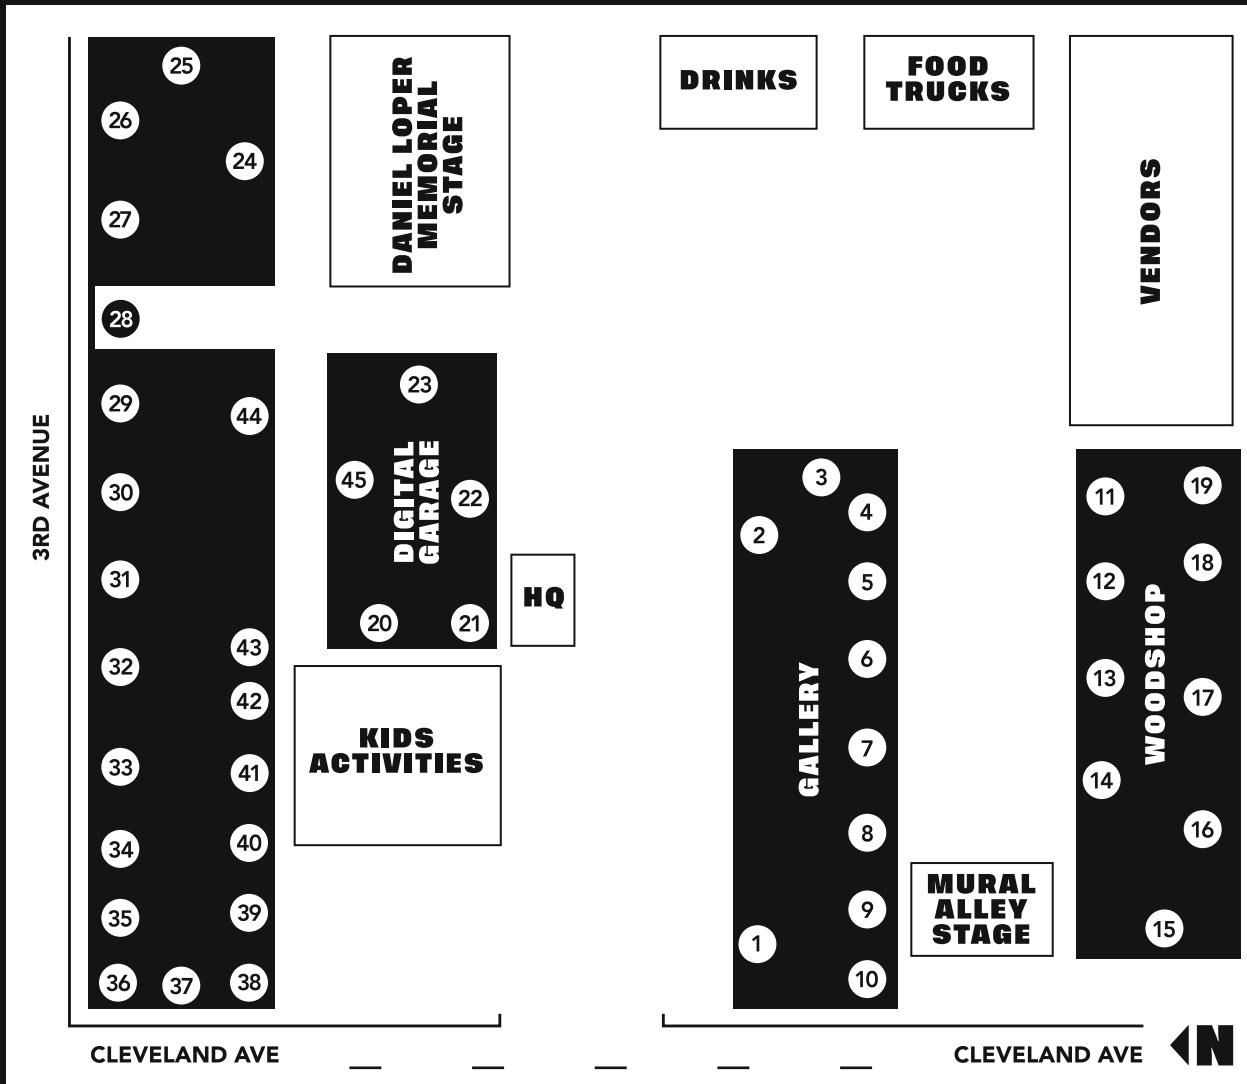 25
26
24
27
28
29
44
30
31
32
43
42
33
41
34
40
35
39
36
37
38
3RD AVENUE
DANIEL LOPER
MEMORIAL
STAGE
23
45
22
DIGITAL
GARAGE
20
21
HQ
KIDS
ACTIVITIES
DRINKS
FOOD
TRUCKS
VENDORS
3
4
2
5
6
GALLERY
7
8
9
1
10
MURAL
ALLEY
STAGE
11
19
12
18
WOODSHOP
13
17
14
16
15
CLEVELAND AVE
CLEVELAND AVE
N